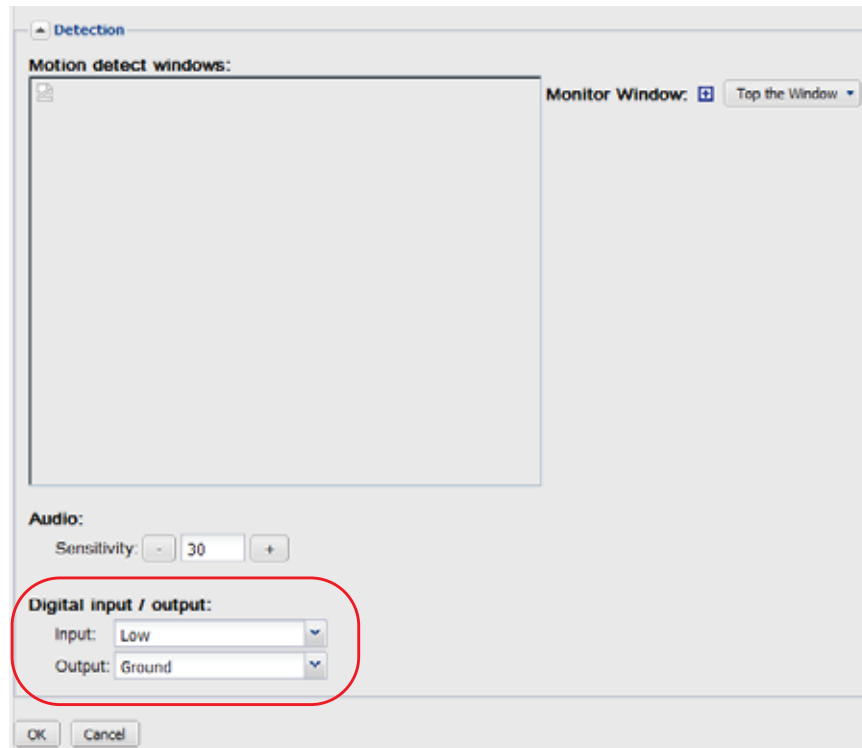 Detection
Motion detect windows:
Monitor Window: Top the Window
Audio:
Sensitivity: - 30 +
Digital input / output:
Input: Low
Output: Ground
OK Cancel